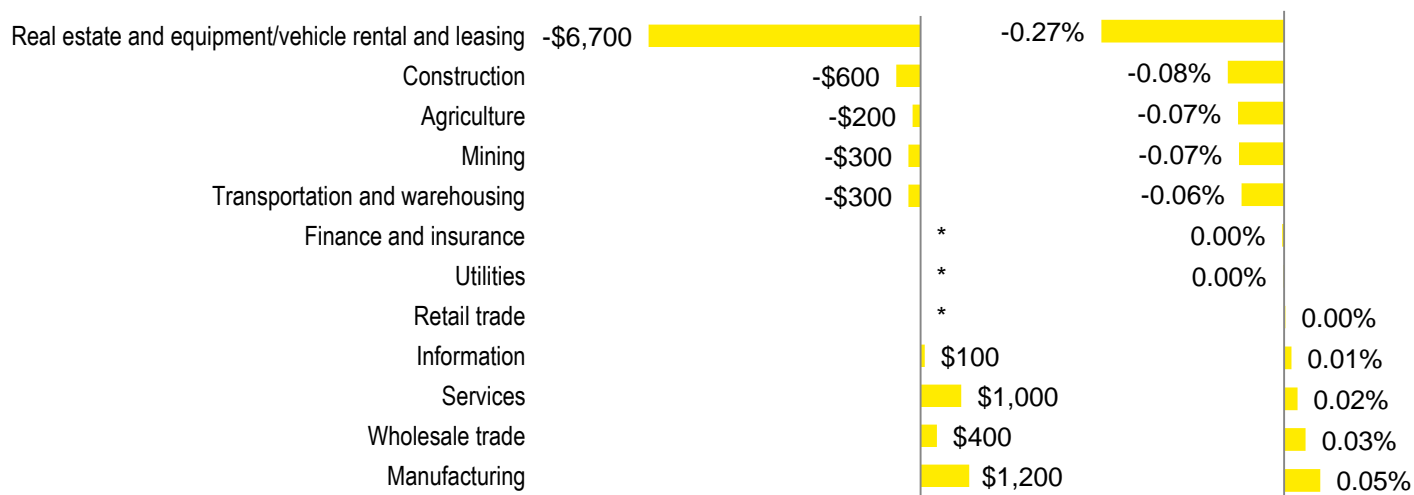 Real estate and equipment/vehicle rental and leasing -$6,700 -0.27%
Construction -$600 -0.08%
Agriculture -$200 -0.07%
Mining -$300 -0.07%
Transportation and warehousing -$300 -0.06%
Finance and insurance * 0.00%
Utilities * 0.00%
Retail trade * 0.00%
Information $100 0.01%
Services $1,000 0.02%
Wholesale trade $400 0.03%
Manufacturing $1,200 0.05%